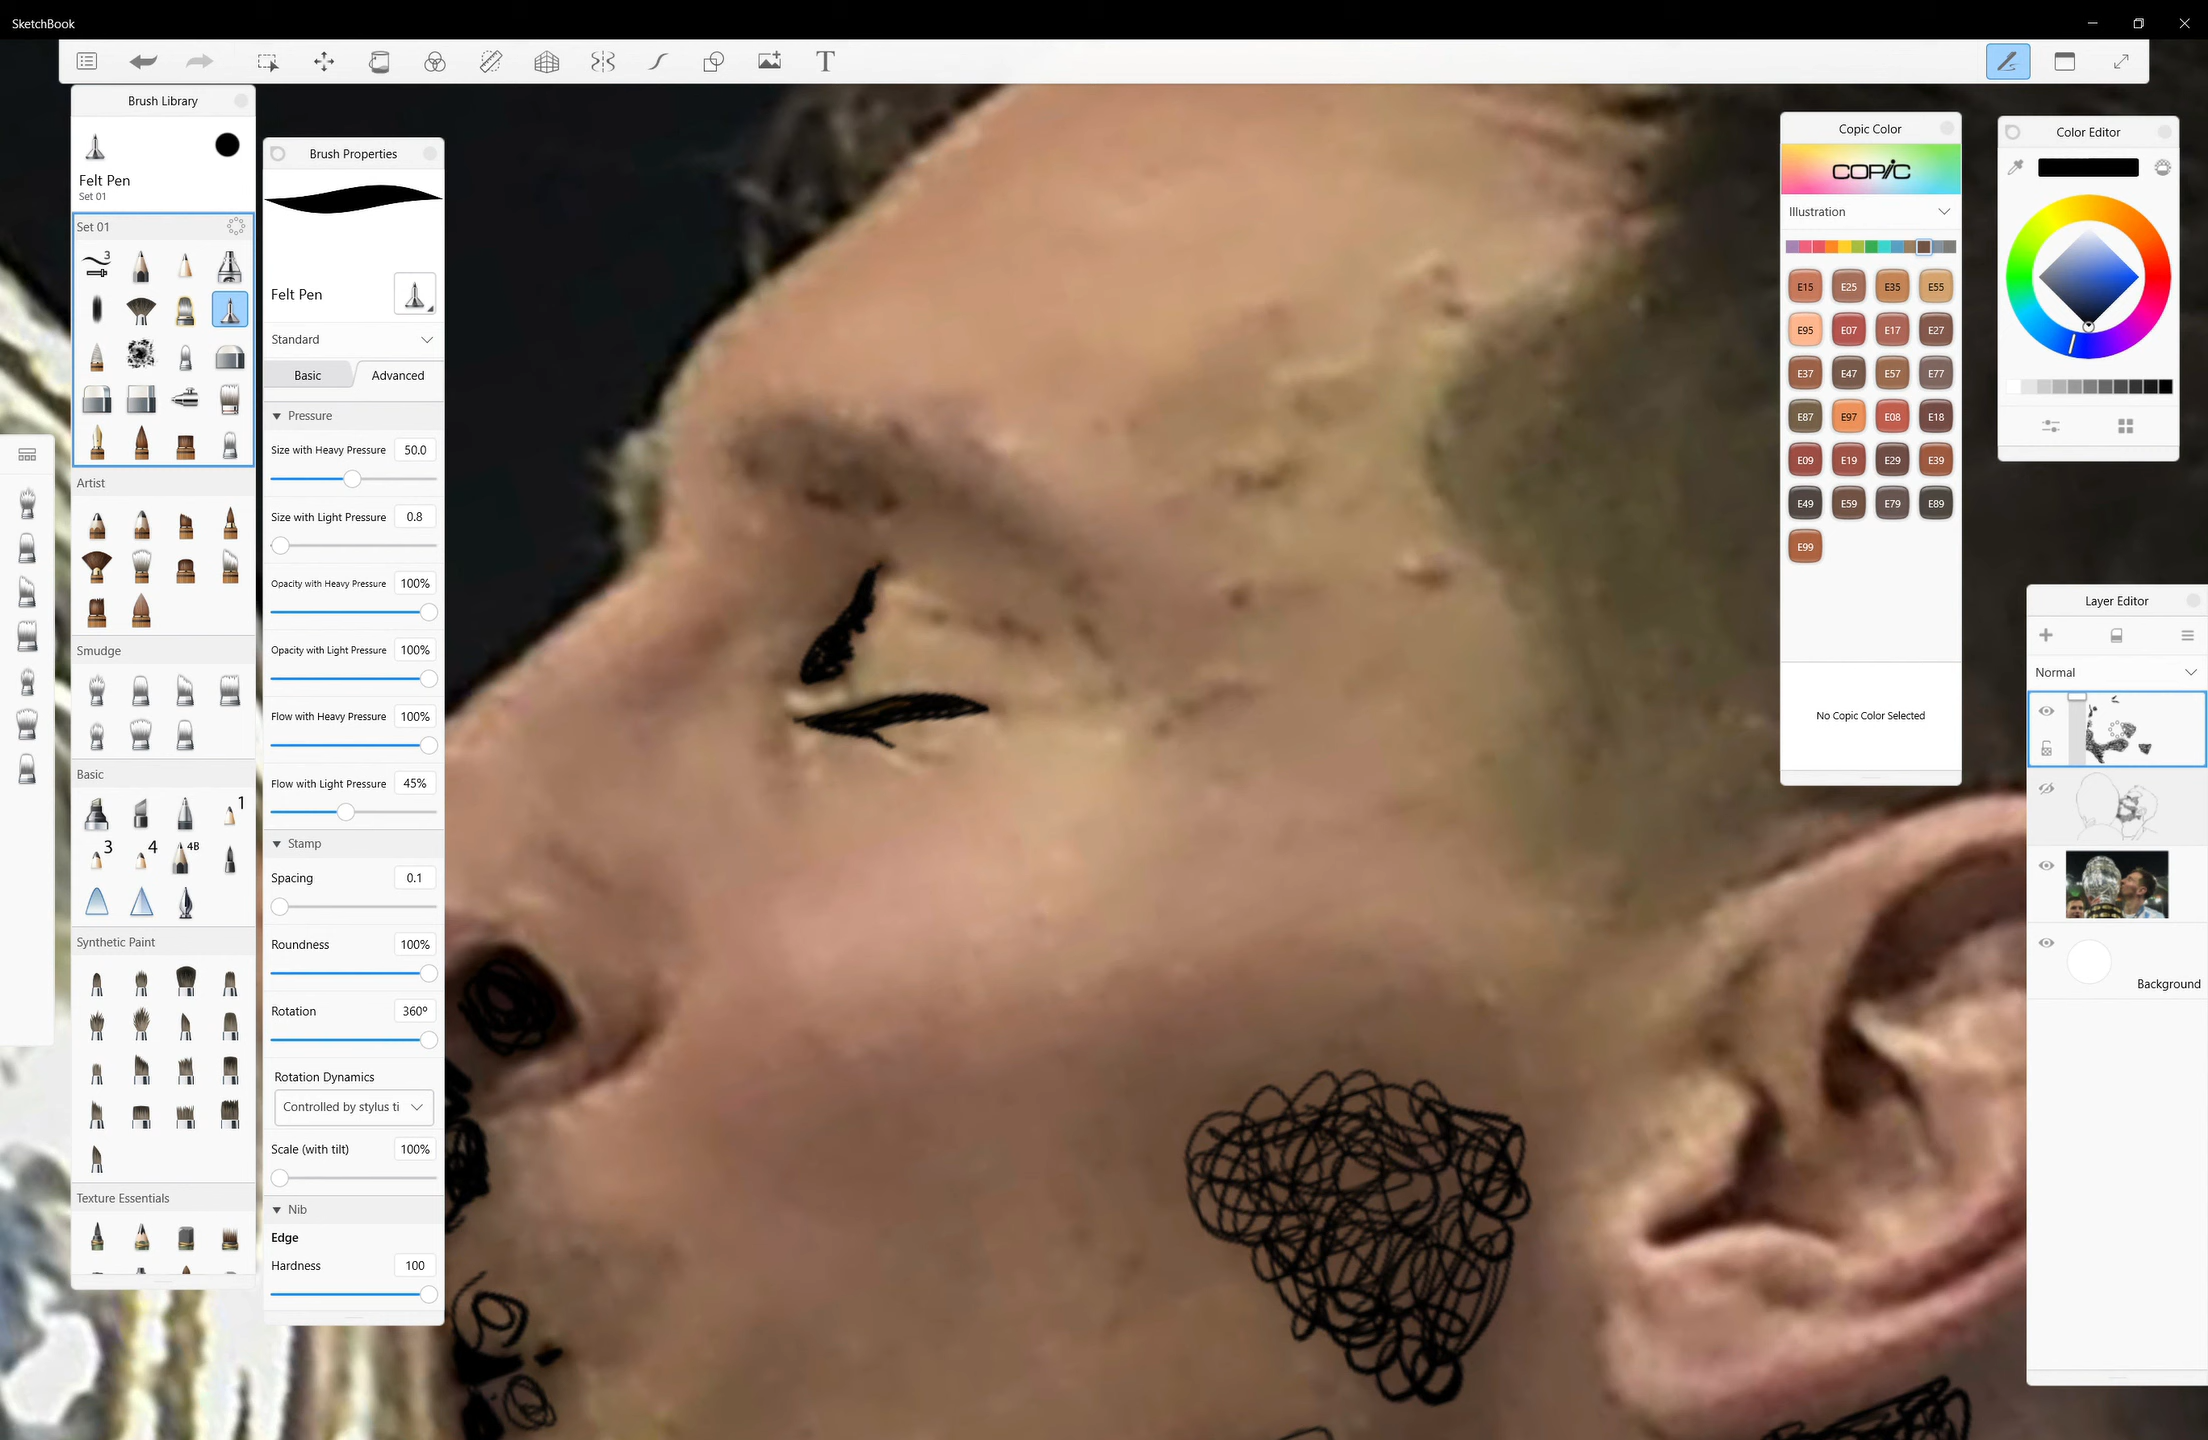 SketchBook
Brush Library
Felt Pen
Set 01
Set 01
3
Artist
Smudge
Basic
1
3
4
4B
Synthetic Paint
Texture Essentials
Brush Properties
Felt Pen
Standard
Basic
Advanced
Pressure
Size with Heavy Pressure 50.0
Size with Light Pressure 0.8
Opacity with Heavy Pressure 100%
Opacity with Light Pressure 100%
Flow with Heavy Pressure 100%
Flow with Light Pressure 45%
Stamp
Spacing 0.1
Roundness 100%
Rotation 360º
Rotation Dynamics
Controlled by stylus ti
Scale (with tilt) 100%
Nib
Edge
Hardness 100
Copic Color
COPIC
Illustration
E15 E25 E35 E55
E95 E07 E17 E27
E37 E47 E57 E77
E87 E97 E08 E18
E09 E19 E29 E39
E49 E59 E79 E89
E99
No Copic Color Selected
Color Editor
Layer Editor
Normal
Background